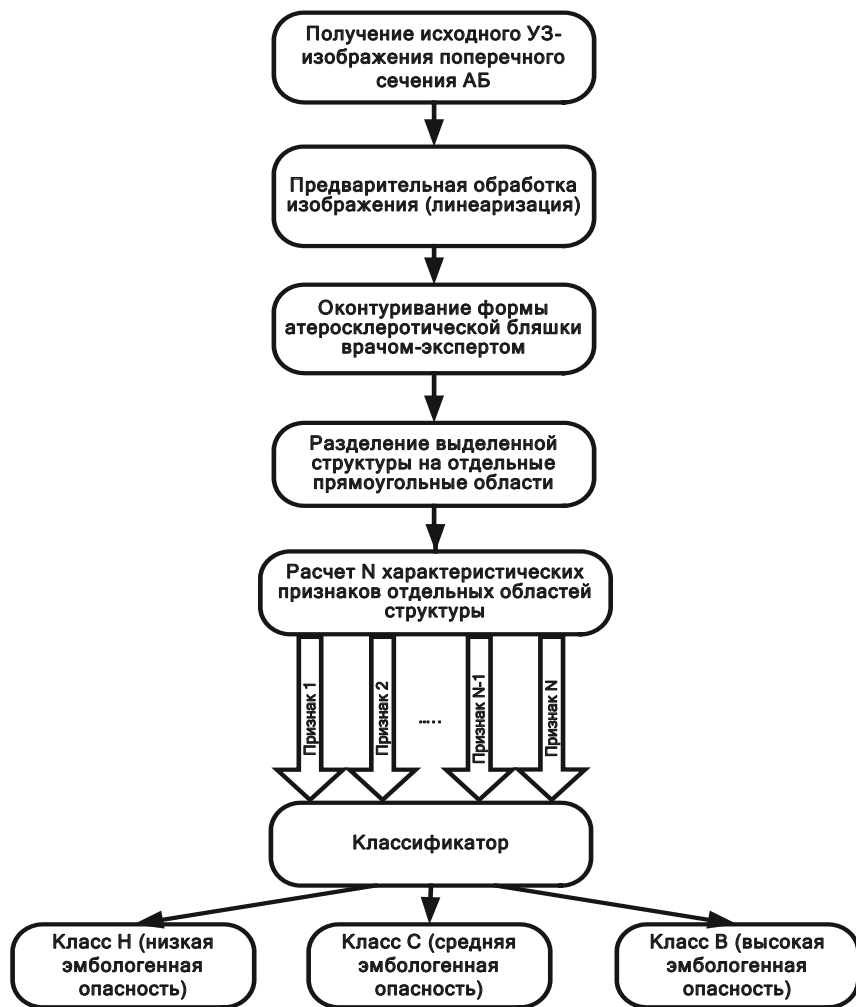 Получение исходного УЗ-
изображения поперечного
сечения АБ
Предварительная обработка
изображения (линеаризация)
Оконтуривание формы
атеросклеротической бляшки
врачом-экспертом
Разделение выделенной
структуры на отдельные
прямоугольные области
Расчет N характеристических
признаков отдельных областей
структуры
Признак 1
Признак 2
.....
Признак N-1
Признак N
Классификатор
Класс Н (низкая
эмбологенная
опасность)
Класс С (средняя
эмбологенная
опасность)
Класс В (высокая
эмбологенная
опасность)